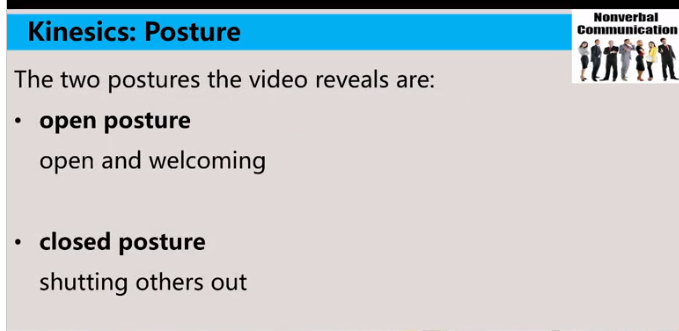 Kinesics: Posture
Nonverbal
Communication
The two postures the video reveals are:
• open posture
open and welcoming
• closed posture
shutting others out